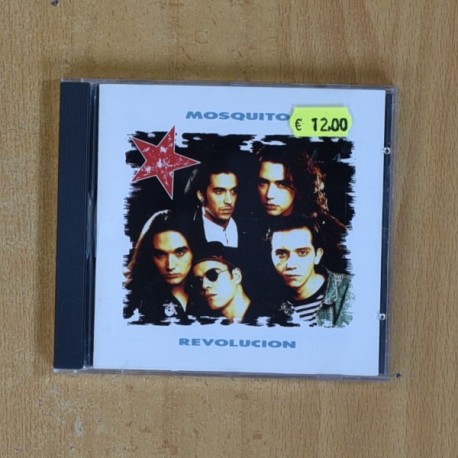 MOSQUITO
€ 12.00
REVOLUCION